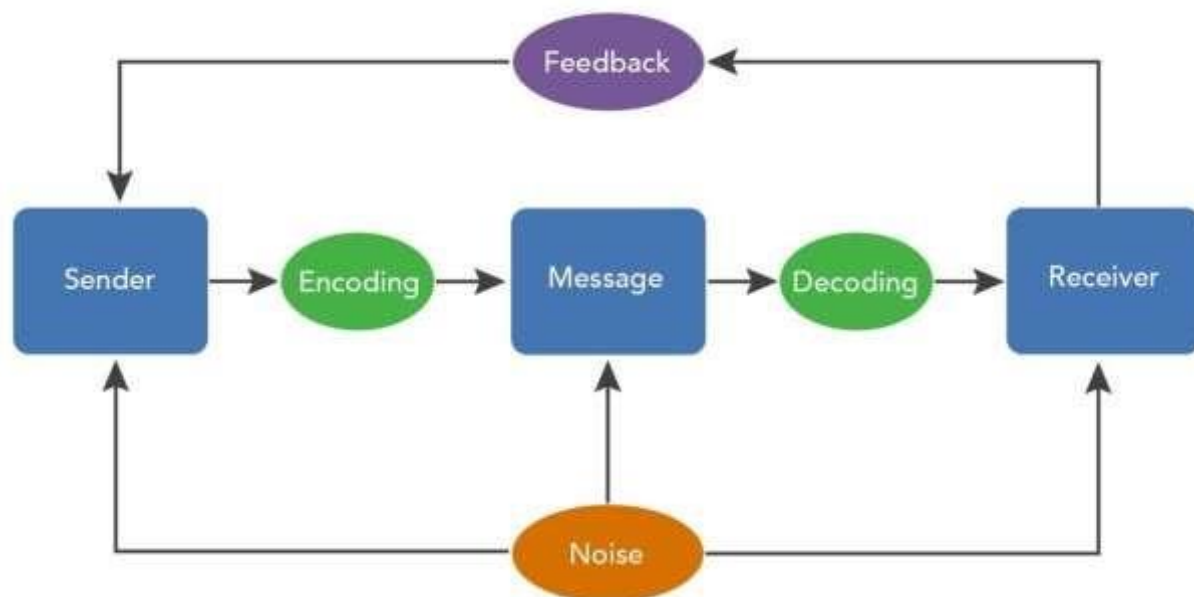 Feedback
Sender
Encoding
Message
Decoding
Receiver
Noise